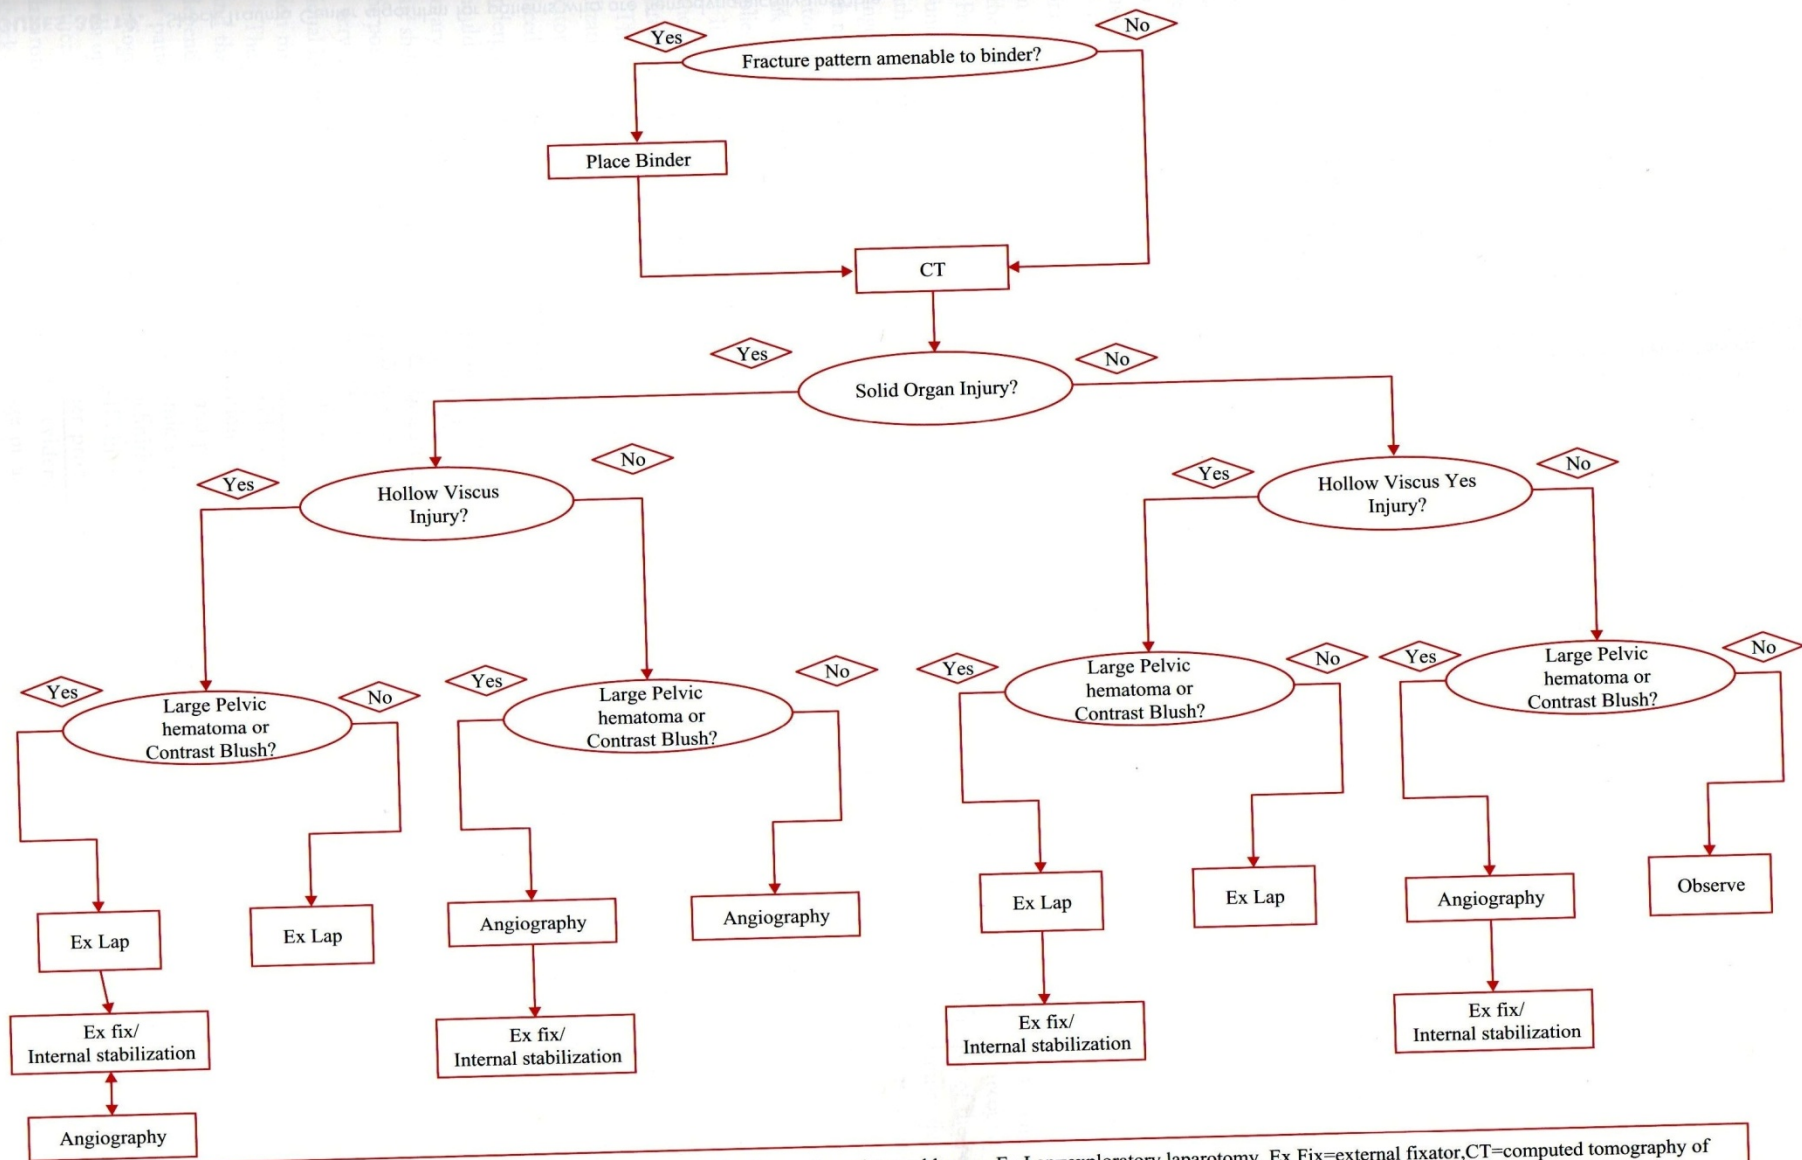 Yes
No
Fracture pattern amenable to binder?
Place Binder
CT
Yes
No
Solid Organ Injury?
Yes
No
Hollow Viscus
Injury?
Yes
No
Hollow Viscus Yes
Injury?
Yes
No
Large Pelvic
hematoma or
Contrast Blush?
Yes
No
Large Pelvic
hematoma or
Contrast Blush?
Yes
No
Large Pelvic
hematoma or
Contrast Blush?
Yes
No
Large Pelvic
hematoma or
Contrast Blush?
Ex Lap
Ex Lap
Angiography
Angiography
Ex Lap
Ex Lap
Angiography
Observe
Ex fix/
Internal stabilization
Ex fix/
Internal stabilization
Ex fix/
Internal stabilization
Ex fix/
Internal stabilization
Angiography
laparotomy, Ex Fix=external fixator,CT=computed tomography of